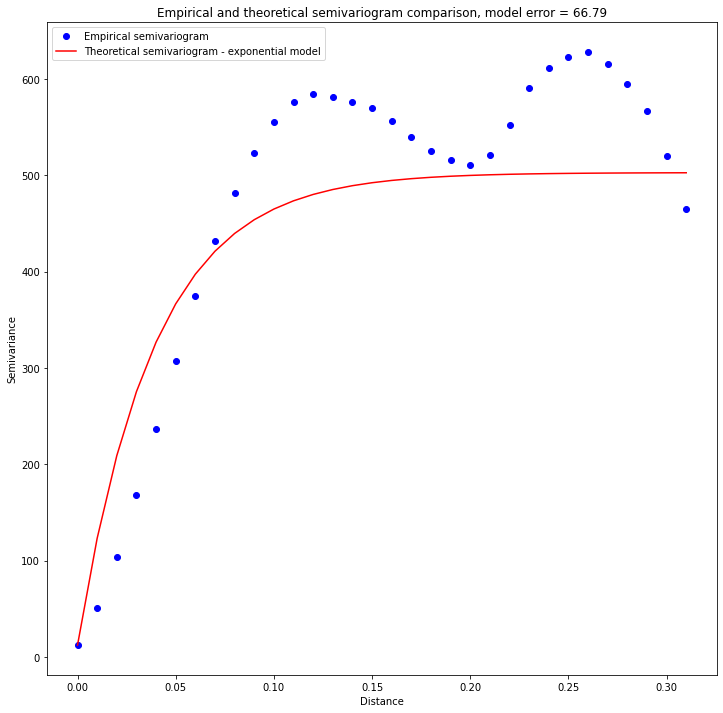 Empirical and theoretical semivariogram comparison, model error = 66.79
Empirical semivariogram
Theoretical semivariogram - exponential model
600
500
400
300
200
100
0
Semivariance
0.00 0.05 0.10 0.15 0.20 0.25 0.30
Distance